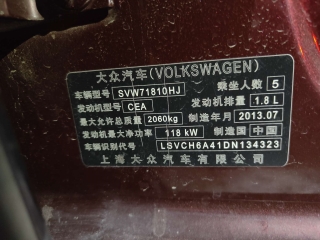 大众汽车(VOLKSWAGEN)
车辆型号 SVW71810HJ 乘坐人数 5
发动机型号 CEA 发动机排量 1.8 L
最大允许总质量 2060kg 制造年月 2013.07
发动机最大净功率 118 kW 制造国 中国
车辆识别代号 LSVCH6A41DN134323
上海大众汽车有限公司